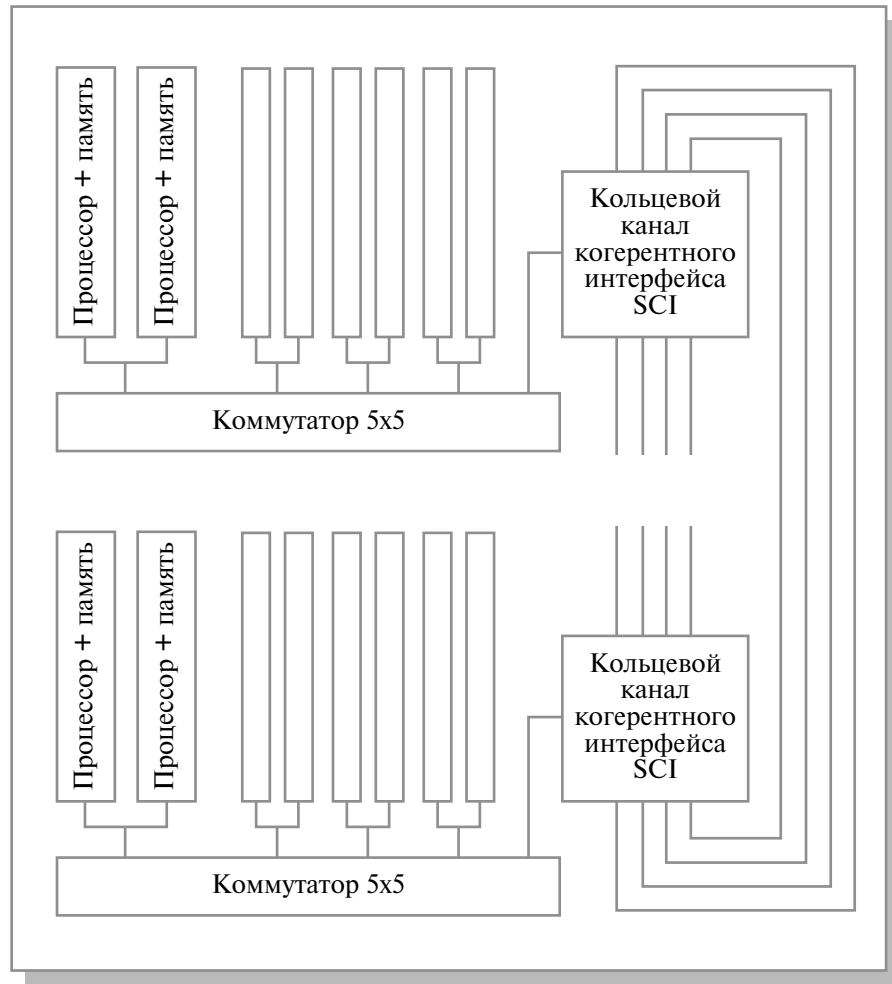 Процессор + память
Процессор + память
Кольцевой
канал
когерентного
интерфейса
SCI
Коммутатор 5x5
Процессор + память
Процессор + память
Кольцевой
канал
когерентного
интерфейса
SCI
Коммутатор 5x5